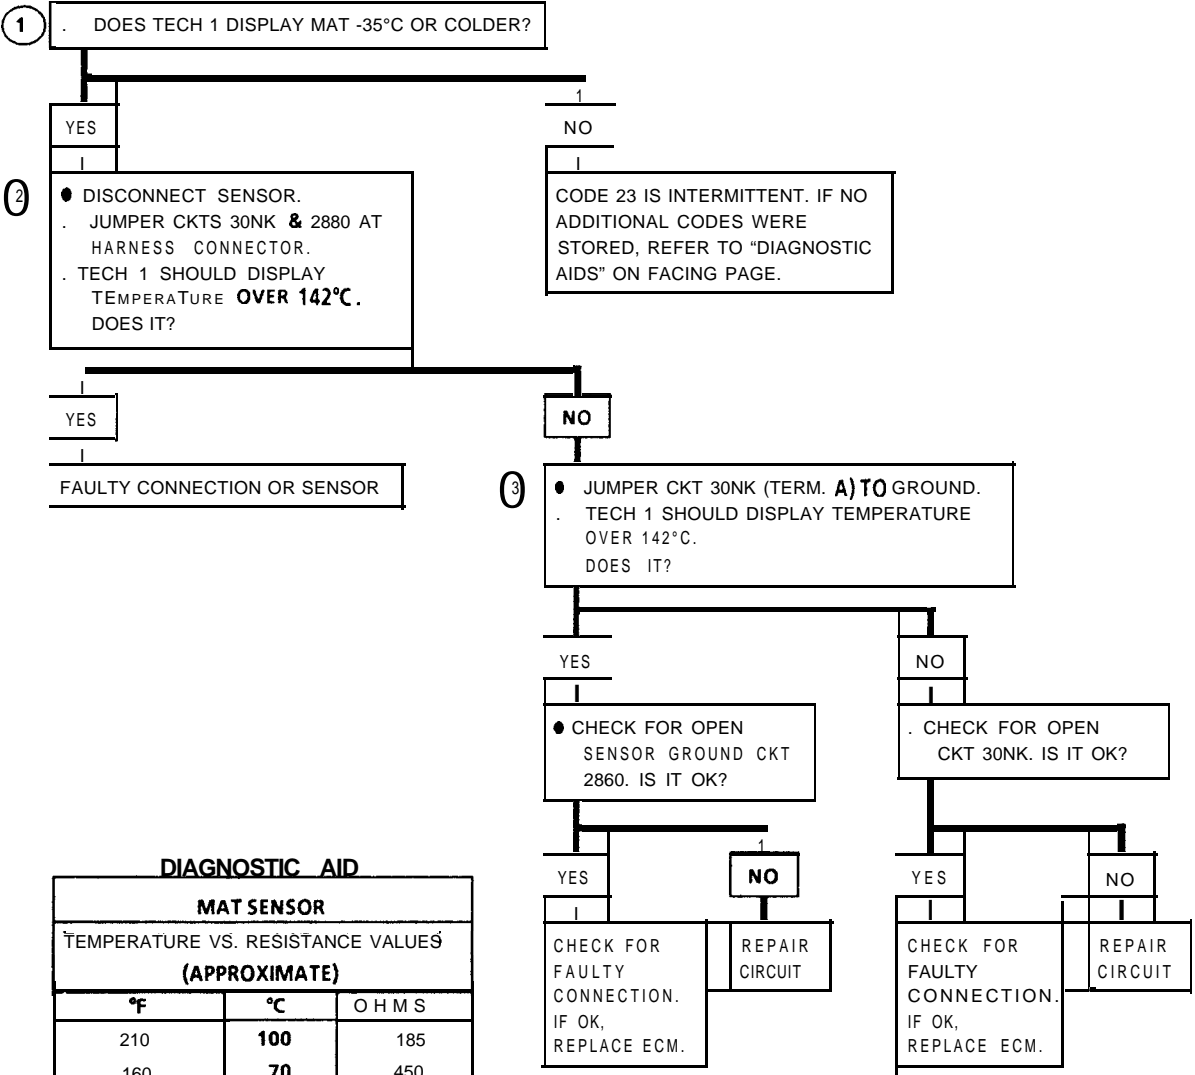 1
. DOES TECH 1 DISPLAY MAT -35°C OR COLDER?
YES
1
NO
2
● DISCONNECT SENSOR.
. JUMPER CKTS 30NK & 2880 AT
HARNESS CONNECTOR.
. TECH 1 SHOULD DISPLAY
TEMPERATURE OVER 142°C.
DOES IT?
CODE 23 IS INTERMITTENT. IF NO
ADDITIONAL CODES WERE
STORED, REFER TO “DIAGNOSTIC
AIDS” ON FACING PAGE.
YES
NO
FAULTY CONNECTION OR SENSOR
3
● JUMPER CKT 30NK (TERM. A) TO GROUND.
. TECH 1 SHOULD DISPLAY TEMPERATURE
OVER 142°C.
DOES IT?
YES
NO
● CHECK FOR OPEN
SENSOR GROUND CKT
2860. IS IT OK?
. CHECK FOR OPEN
CKT 30NK. IS IT OK?
YES
1
NO
YES
NO
CHECK FOR
FAULTY
CONNECTION.
IF OK,
REPLACE ECM.
REPAIR
CIRCUIT
CHECK FOR
FAULTY
CONNECTION.
IF OK,
REPLACE ECM.
REPAIR
CIRCUIT
DIAGNOSTIC AID
MAT SENSOR
TEMPERATURE VS. RESISTANCE VALUES
(APPROXIMATE)
°F °C OHMS
210 100 185
160 70 450